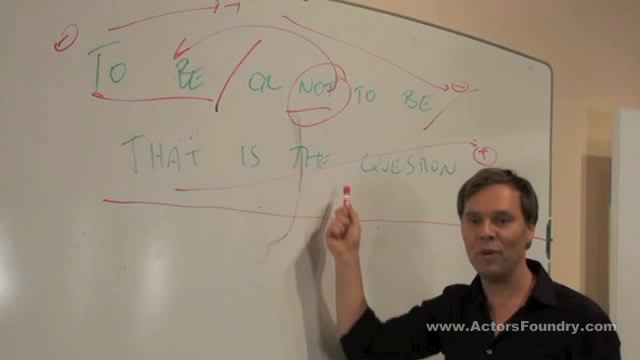 TO BE / OR NOT TO BE /
THAT IS THE QUESTION +
www.ActorsFoundry.com